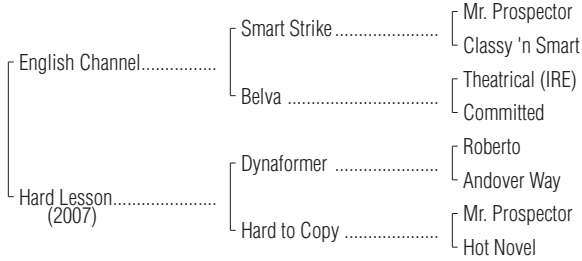 Mr. Prospector
Smart Strike ........................
Classy 'n Smart
English Channel................
Theatrical (IRE)
Belva ...................................
Committed
Roberto
Dynaformer ........................
Andover Way
Hard Lesson........................
(2007)
Mr. Prospector
Hard to Copy ......................
Hot Novel